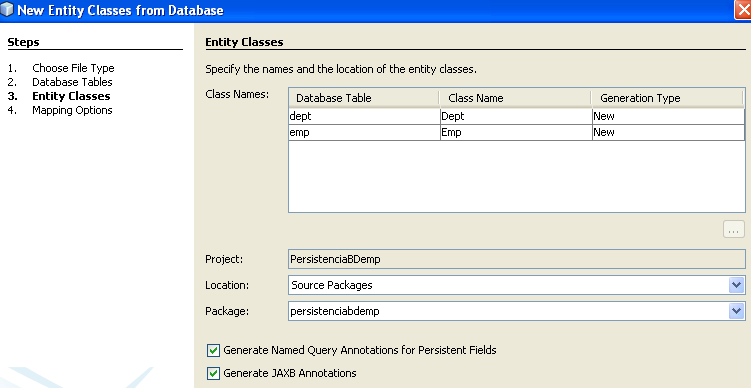 New Entity Classes from Database
Steps
1. Choose File Type
2. Database Tables
3. Entity Classes
4. Mapping Options
Entity Classes
Specify the names and the location of the entity classes.
Class Names:
Database Table Class Name Generation Type
dept Dept New
emp Emp New
...
Project: PersistenciaBDemp
Location: Source Packages
Package: persistenciabdemp
Generate Named Query Annotations for Persistent Fields
Generate JAXB Annotations